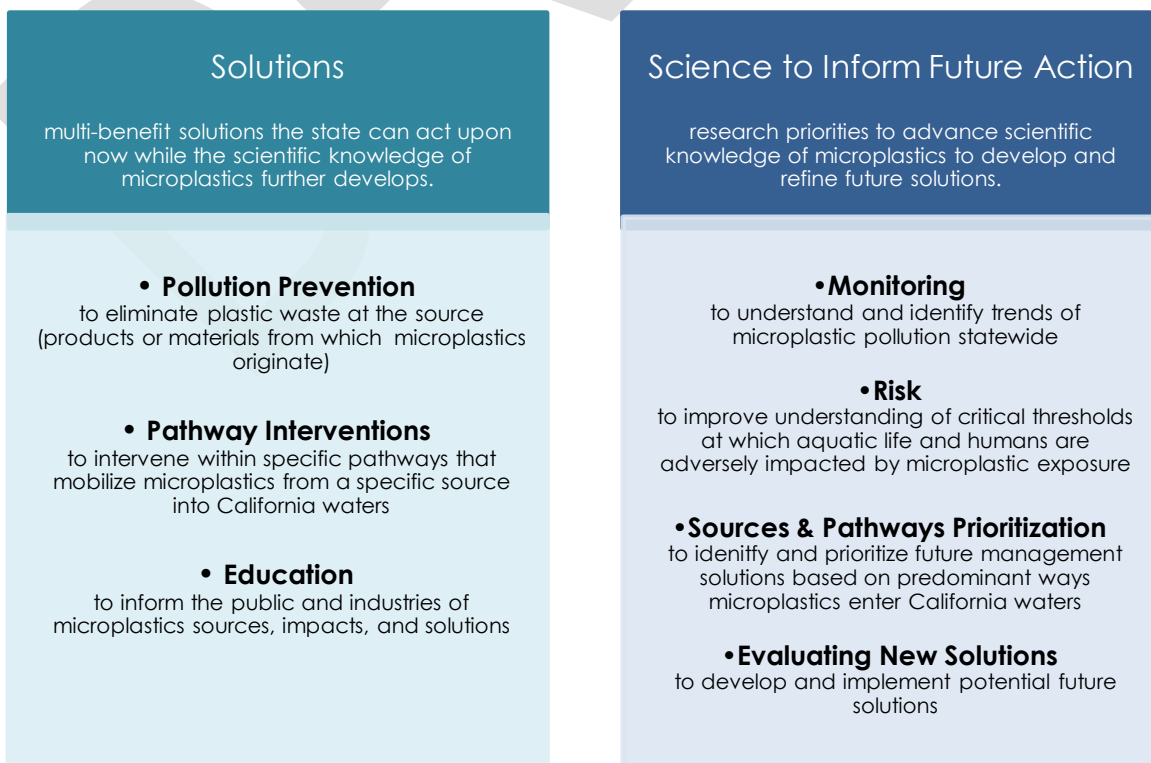 Solutions
multi-benefit solutions the state can act upon
now while the scientific knowledge of
microplastics further develops.
• Pollution Prevention
to eliminate plastic waste at the source
(products or materials from which microplastics
originate)
• Pathway Interventions
to intervene within specific pathways that
mobilize microplastics from a specific source
into California waters
• Education
to inform the public and industries of
microplastics sources, impacts, and solutions
Science to Inform Future Action
research priorities to advance scientific
knowledge of microplastics to develop and
refine future solutions.
•Monitoring
to understand and identify trends of
microplastic pollution statewide
•Risk
to improve understanding of critical thresholds
at which aquatic life and humans are
adversely impacted by microplastic exposure
•Sources & Pathways Prioritization
to idenitfy and prioritize future management
solutions based on predominant ways
microplastics enter California waters
•Evaluating New Solutions
to develop and implement potential future
solutions